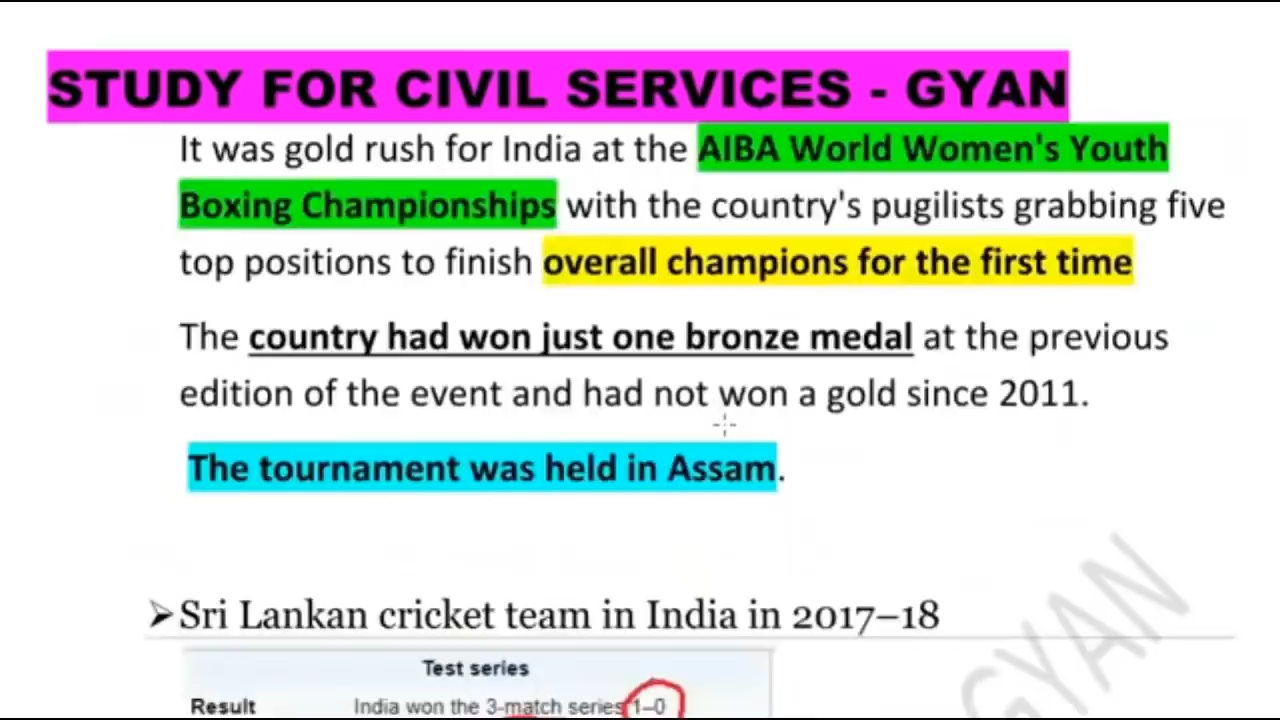 STUDY FOR CIVIL SERVICES - GYAN
It was gold rush for India at the AIBA World Women's Youth
Boxing Championships with the country's pugilists grabbing five
top positions to finish overall champions for the first time
The country had won just one bronze medal at the previous
edition of the event and had not won a gold since 2011.
The tournament was held in Assam.
➢Sri Lankan cricket team in India in 2017–18
Test series
Result India won the 3-match series 1–0
GYAN